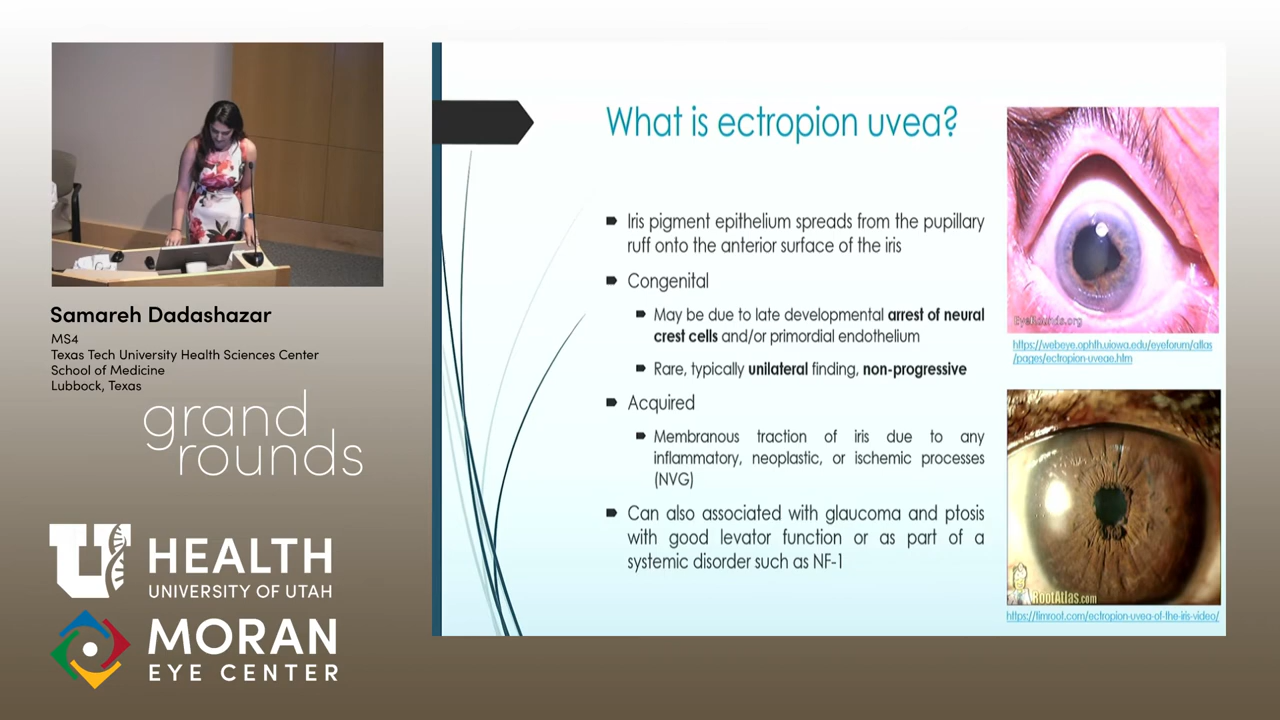 Samareh Dadashazar
MS4
Texas Tech University Health Sciences Center
School of Medicine
Lubbock, Texas
grand
rounds
U
HEALTH
UNIVERSITY OF UTAH
MORAN
EYE CENTER
What is ectropion uvea?
Iris pigment epithelium spreads from the pupillary
ruff onto the anterior surface of the iris
Congenital
May be due to late developmental arrest of neural
crest cells and/or primordial endothelium
Rare, typically unilateral finding, non-progressive
Acquired
Membranous traction of iris due to any
inflammatory, neoplastic, or ischemic processes
(NVG)
Can also associated with glaucoma and ptosis
with good levator function or as part of a
systemic disorder such as NF-1
EyeRounds.org
https://webeye.ophth.uiowa.edu/eyeforum/atlas
/pages/ectropion-uveae.htm
RootAtlas.com
https://timroot.com/ectropion-uvea-of-the-iris-video/